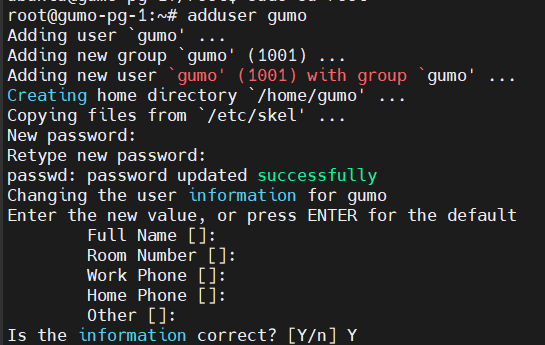 root@gumo-pg-1:~# adduser gumo
Adding user `gumo' ...
Adding new group `gumo' (1001) ...
Adding new user `gumo' (1001) with group `gumo' ...
Creating home directory `/home/gumo' ...
Copying files from `/etc/skel' ...
New password:
Retype new password:
passwd: password updated successfully
Changing the user information for gumo
Enter the new value, or press ENTER for the default
Full Name []:
Room Number []:
Work Phone []:
Home Phone []:
Other []:
Is the information correct? [Y/n] Y